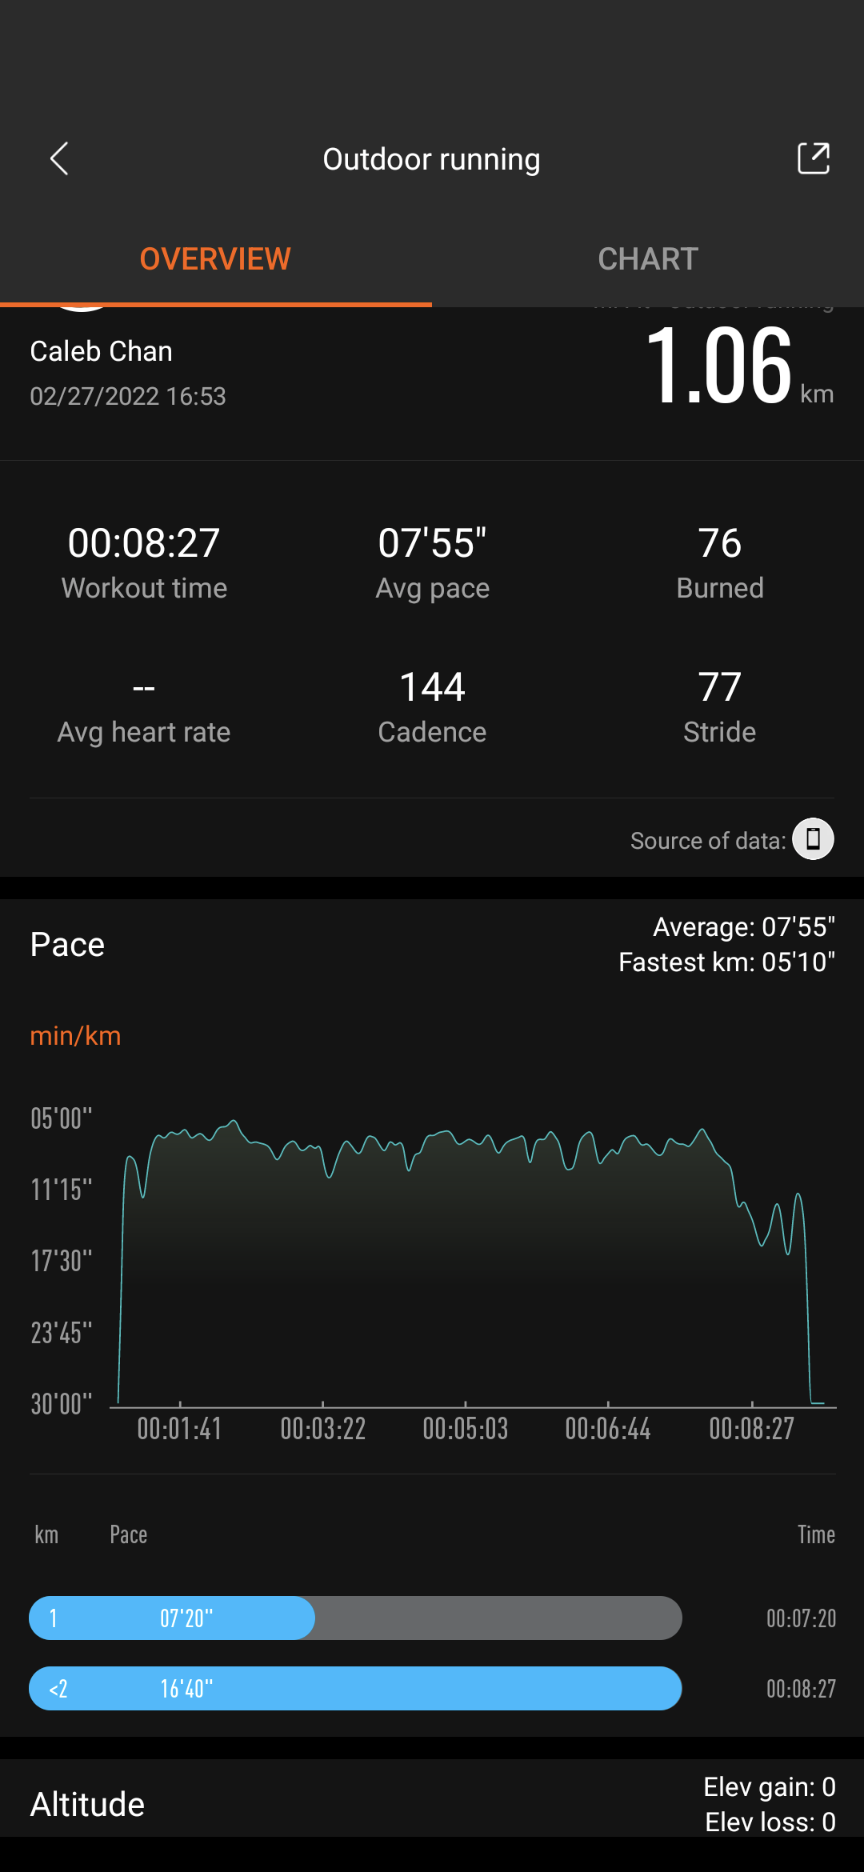 Outdoor running
OVERVIEW CHART
Caleb Chan
1.06 km
02/27/2022 16:53
00:08:27 07'55" 76
Workout time Avg pace Burned
-- 144 77
Avg heart rate Cadence Stride
Source of data:
Pace
Average: 07'55"
Fastest km: 05'10"
min/km
05'00"
11'15"
17'30"
23'45"
30'00"
00:01:41 00:03:22 00:05:03 00:06:44 00:08:27
km Pace Time
1 07'20" 00:07:20
<2 16'40" 00:08:27
Altitude
Elev gain: 0
Elev loss: 0